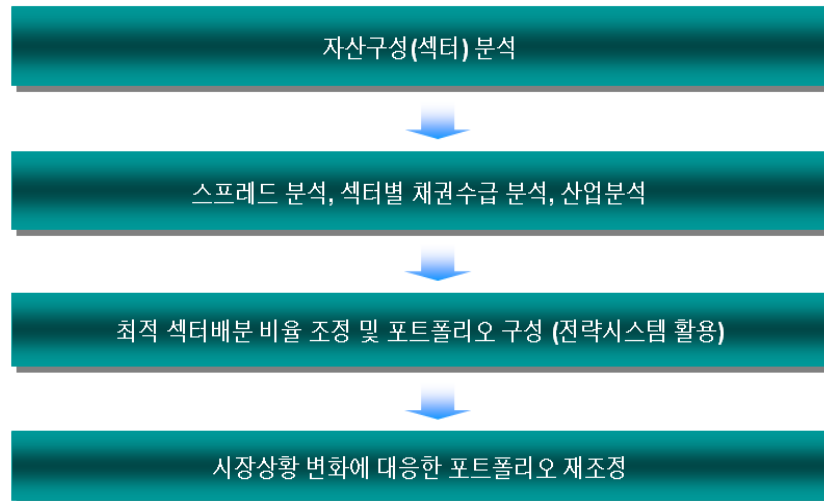 자산구성(섹터) 분석
스프레드 분석, 섹터별 채권수급 분석, 산업분석
최적 섹터배분 비율 조정 및 포트폴리오 구성 (전략시스템 활용)
시장상황 변화에 대응한 포트폴리오 재조정